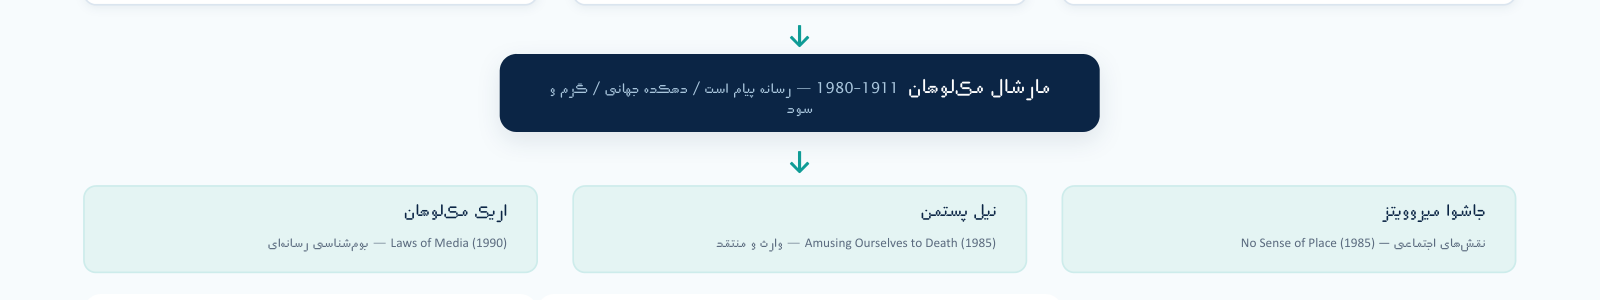 مارشال مک‌لوهان 1911-1980 — رسانه پیام است / دهکده جهانی / گرم و
سود
جاشوا میروویتز
نقش‌های اجتماعی — No Sense of Place (1985)
نیل پستمن
Amusing Ourselves to Death (1985) — وارث و منتقد
اریک مک‌لوهان
Laws of Media (1990) — بوم‌شناسی رسانه‌ای